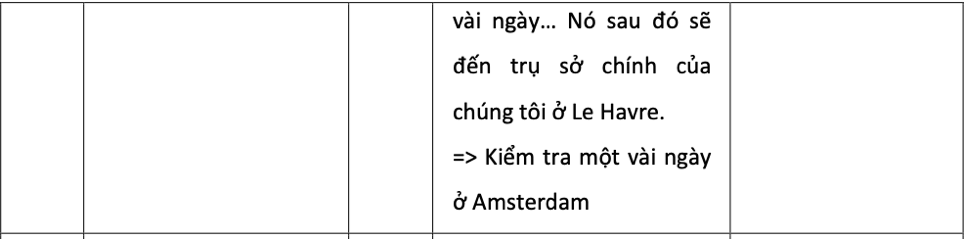 vài ngày... Nó sau đó sẽ
đến trụ sở chính của
chúng tôi ở Le Havre.
=> Kiểm tra một vài ngày
ở Amsterdam